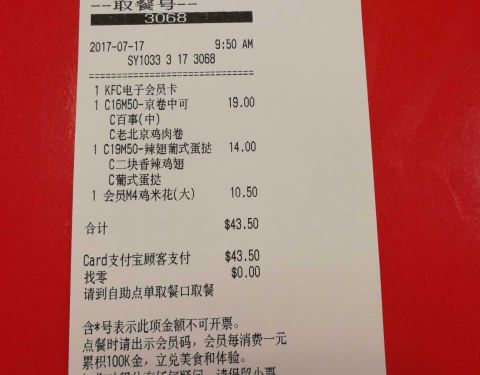 --取餐号--
3068
2017-07-17 9:50 AM
SY1033 3 17 3068
================================
1 KFC电子会员卡
1 C16M50-京卷中可 19.00
C百事(中)
C老北京鸡肉卷
1 C19M50-辣翅葡式蛋挞 14.00
C二块香辣鸡翅
C葡式蛋挞
1 会员M4鸡米花(大) 10.50
合计 $43.50
Card支付宝顾客支付 $43.50
找零 $0.00
请到自助点单取餐口取餐
含*号表示此项金额不可开票。
点餐时请出示会员码，会员每消费一元
累积100K金，立兑美食和体验。
请保留小票